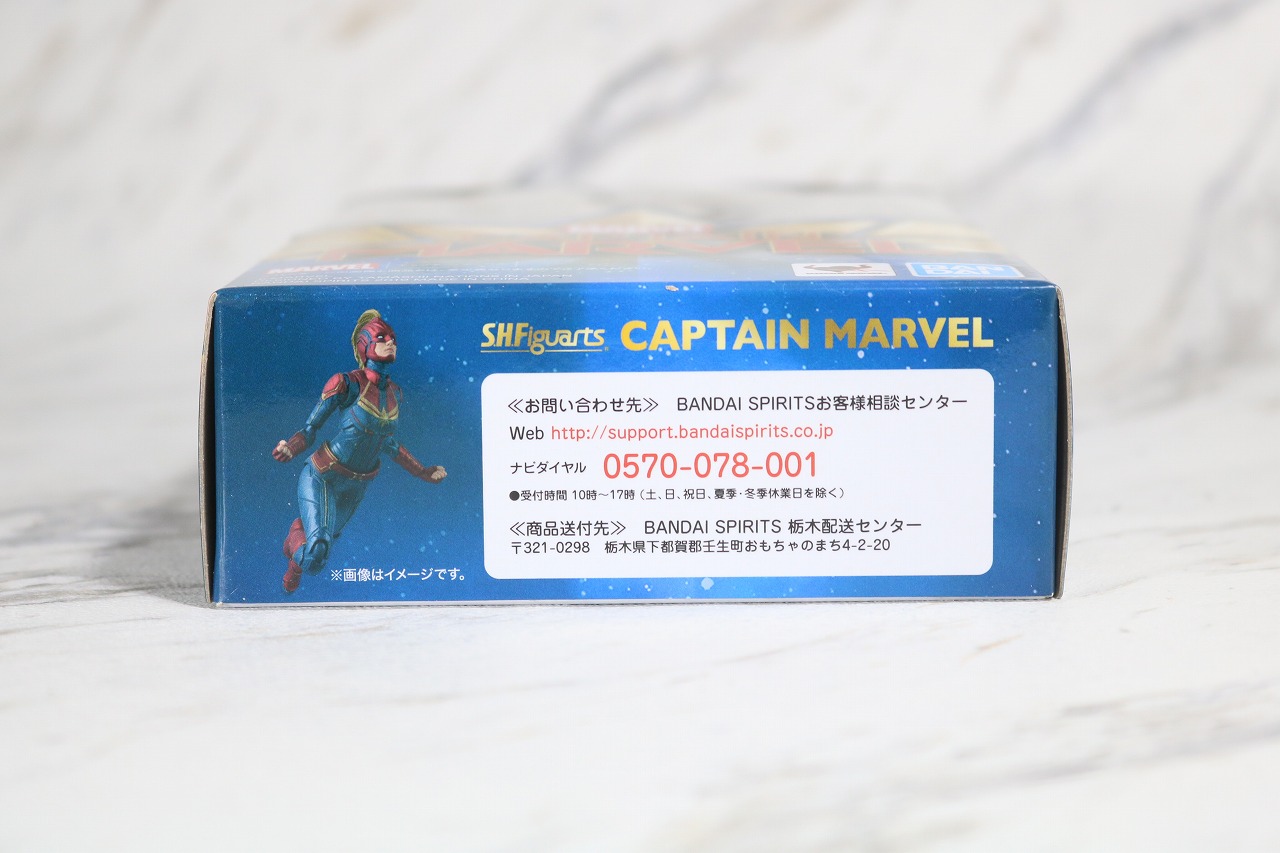 MARVEL
S.H.Figuarts CAPTAIN MARVEL
≪お問い合わせ先≫ BANDAI SPIRITSお客様相談センター
Web http://support.bandaispirits.co.jp
ナビダイヤル 0570-078-001
●受付時間 10時～17時（土、日、祝日、夏季・冬季休業日を除く）
≪商品送付先≫ BANDAI SPIRITS 栃木配送センター
〒321-0298 栃木県下都賀郡壬生町おもちゃのまち4-2-20
※画像はイメージです。